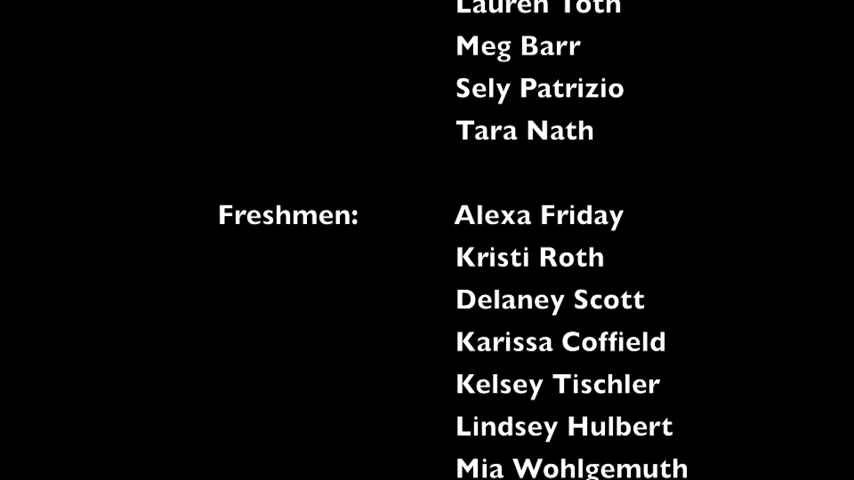 Lauren Toth
Meg Barr
Sely Patrizio
Tara Nath
Freshmen: Alexa Friday
Kristi Roth
Delaney Scott
Karissa Coffield
Kelsey Tischler
Lindsey Hulbert
Mia Wohlgemuth